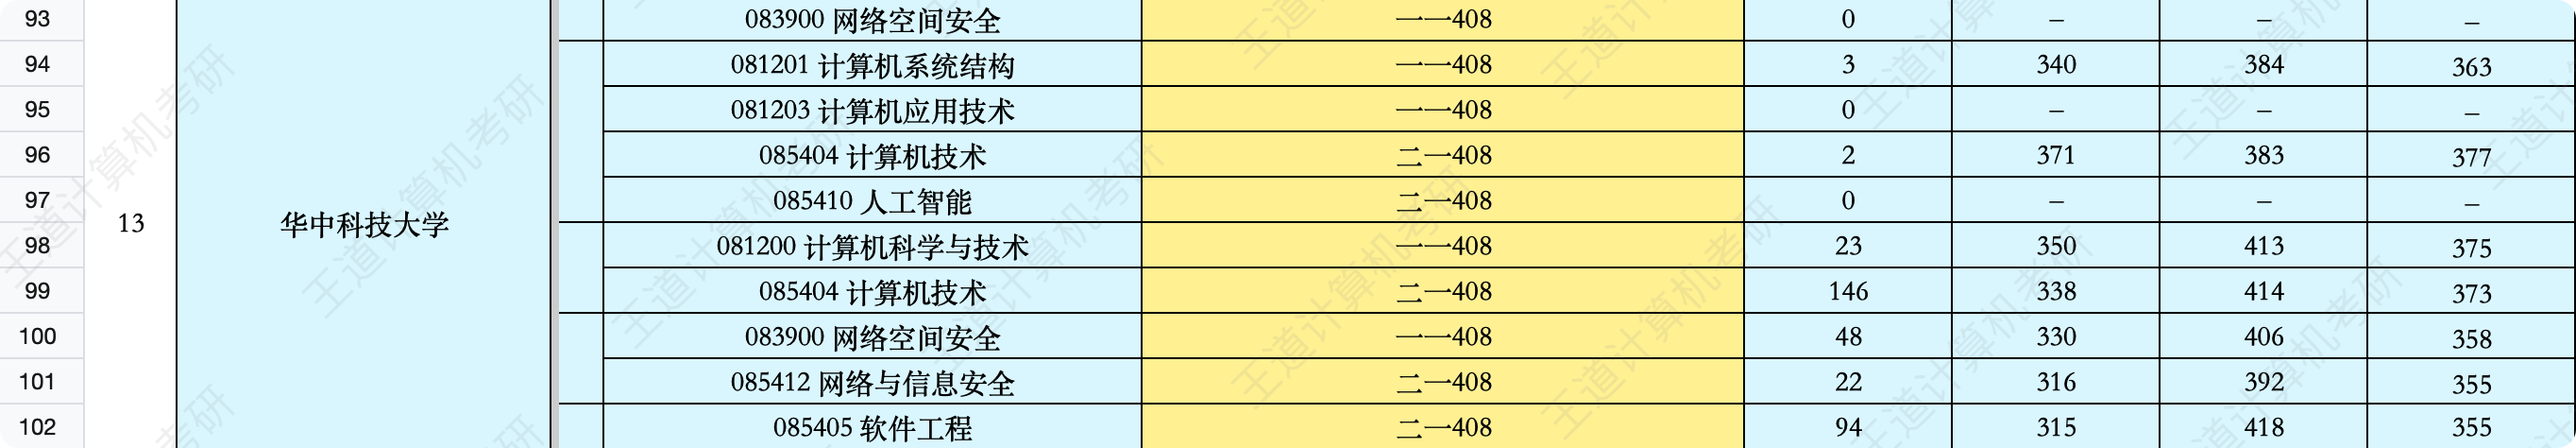 93 083900 网络空间安全 一一408 0 – – –
94 081201 计算机系统结构 一一408 3 340 384 363
95 081203 计算机应用技术 一一408 0 – – –
96 085404 计算机技术 二一408 2 371 383 377
97 085410 人工智能 二一408 0 – – –
13 华中科技大学
98 081200 计算机科学与技术 一一408 23 350 413 375
99 085404 计算机技术 二一408 146 338 414 373
100 083900 网络空间安全 一一408 48 330 406 358
101 085412 网络与信息安全 二一408 22 316 392 355
102 085405 软件工程 二一408 94 315 418 355
王道计算机考研